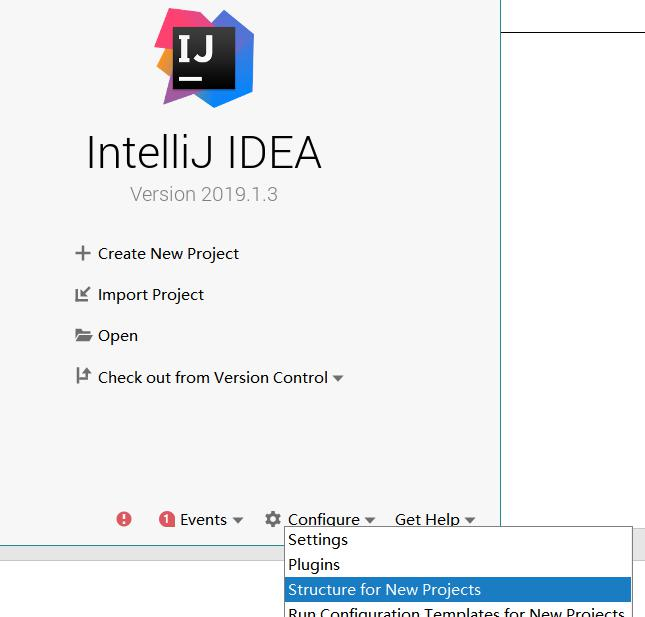 IJ
IntelliJ IDEA
Version 2019.1.3
Create New Project
Import Project
Open
Check out from Version Control
1 Events Configure Get Help
Settings
Plugins
Structure for New Projects
Run Configuration Templates for New Projects